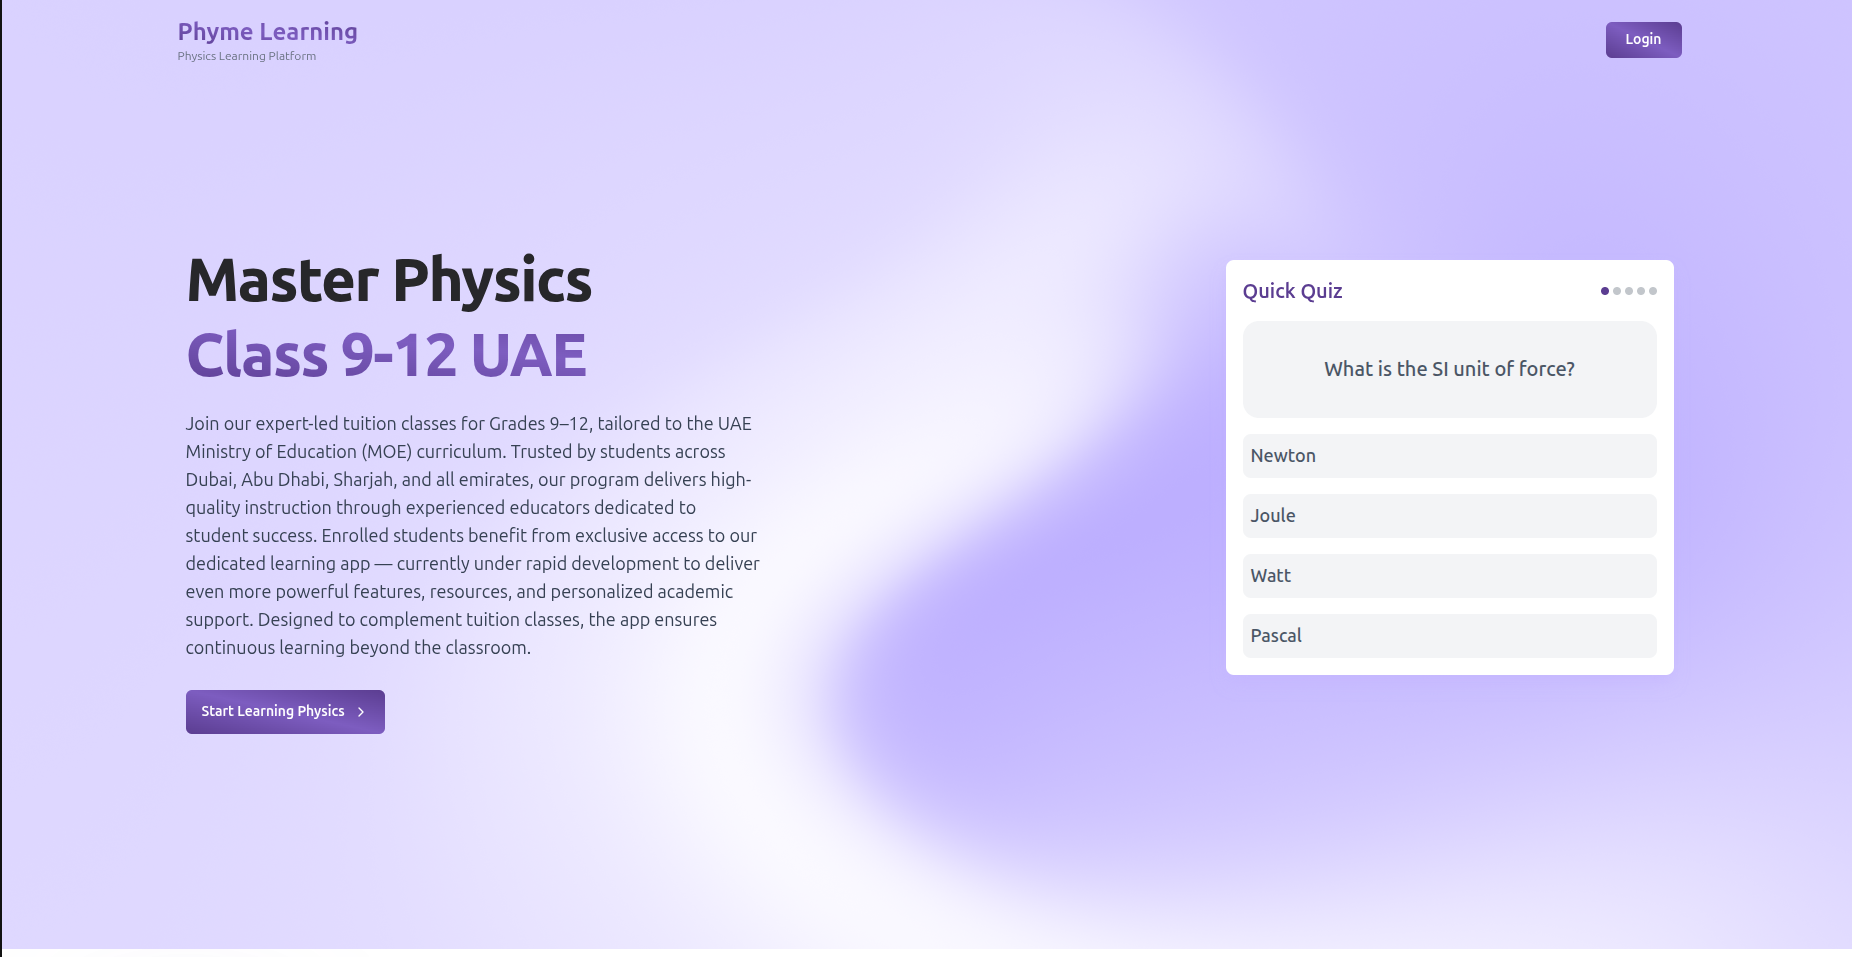 Phyme Learning
Physics Learning Platform
Login
Master Physics
Class 9-12 UAE
Join our expert-led tuition classes for Grades 9–12, tailored to the UAE
Ministry of Education (MOE) curriculum. Trusted by students across
Dubai, Abu Dhabi, Sharjah, and all emirates, our program delivers high-
quality instruction through experienced educators dedicated to
student success. Enrolled students benefit from exclusive access to our
dedicated learning app — currently under rapid development to deliver
even more powerful features, resources, and personalized academic
support. Designed to complement tuition classes, the app ensures
continuous learning beyond the classroom.
Start Learning Physics
Quick Quiz
What is the SI unit of force?
Newton
Joule
Watt
Pascal